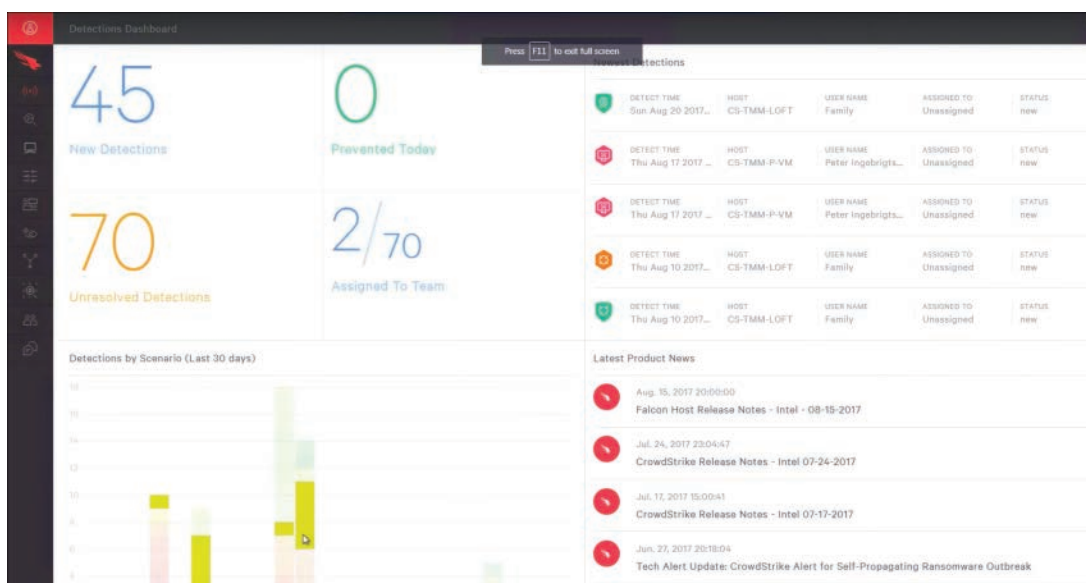 Detections Dashboard
Press F11 to exit full screen
45
New Detections
0
Prevented Today
70
Unresolved Detections
2/70
Assigned To Team
Newest Detections
DETECT TIME HOST USER NAME ASSIGNED TO STATUS
Sun Aug 20 2017... CS-TMM-LOFT Family Unassigned new
DETECT TIME HOST USER NAME ASSIGNED TO STATUS
Thu Aug 17 2017 ... CS-TMM-P-VM Peter Ingebrigts... Unassigned new
DETECT TIME HOST USER NAME ASSIGNED TO STATUS
Thu Aug 17 2017 ... CS-TMM-P-VM Peter Ingebrigts... Unassigned new
DETECT TIME HOST USER NAME ASSIGNED TO STATUS
Thu Aug 10 2017... CS-TMM-LOFT Family Unassigned new
DETECT TIME HOST USER NAME ASSIGNED TO STATUS
Thu Aug 10 2017... CS-TMM-LOFT Family Unassigned new
Detections by Scenario (Last 30 days)
18
16
14
12
10
8
6
4
Latest Product News
Aug. 15, 2017 20:00:00
Falcon Host Release Notes - Intel - 08-15-2017
Jul. 24, 2017 23:04:47
CrowdStrike Release Notes - Intel 07-24-2017
Jul. 17, 2017 15:00:41
CrowdStrike Release Notes - Intel 07-17-2017
Jun. 27, 2017 20:18:04
Tech Alert Update: CrowdStrike Alert for Self-Propagating Ransomware Outbreak